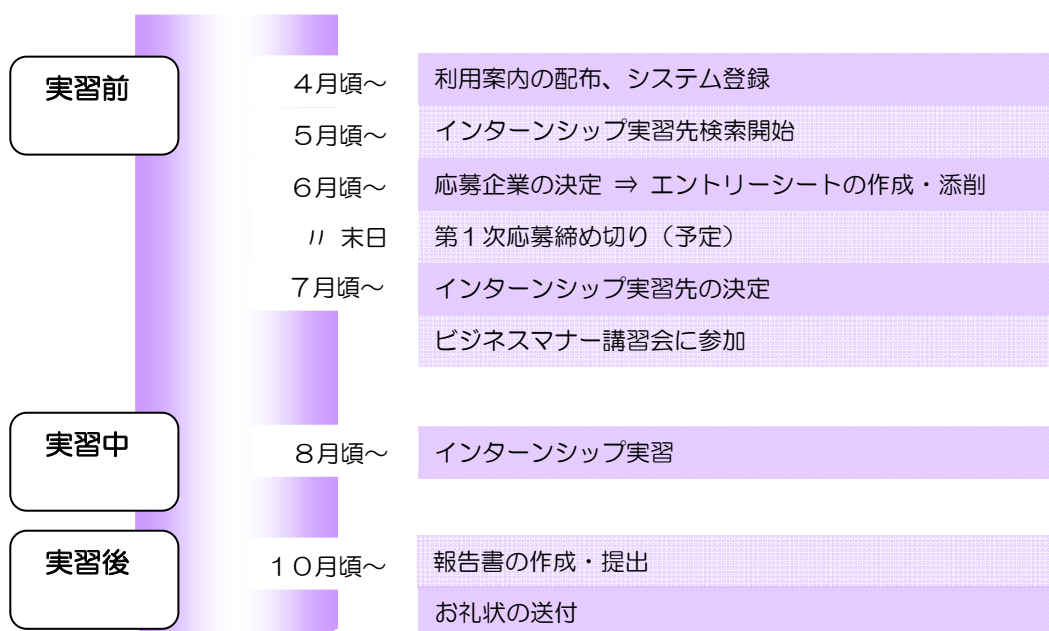 実習前
４月頃～ 利用案内の配布、システム登録
５月頃～ インターンシップ実習先検索開始
６月頃～ 応募企業の決定 ⇒ エントリーシートの作成・添削
〃 末日 第１次応募締め切り（予定）
７月頃～ インターンシップ実習先の決定
ビジネスマナー講習会に参加
実習中
８月頃～ インターンシップ実習
実習後
１０月頃～ 報告書の作成・提出
お礼状の送付